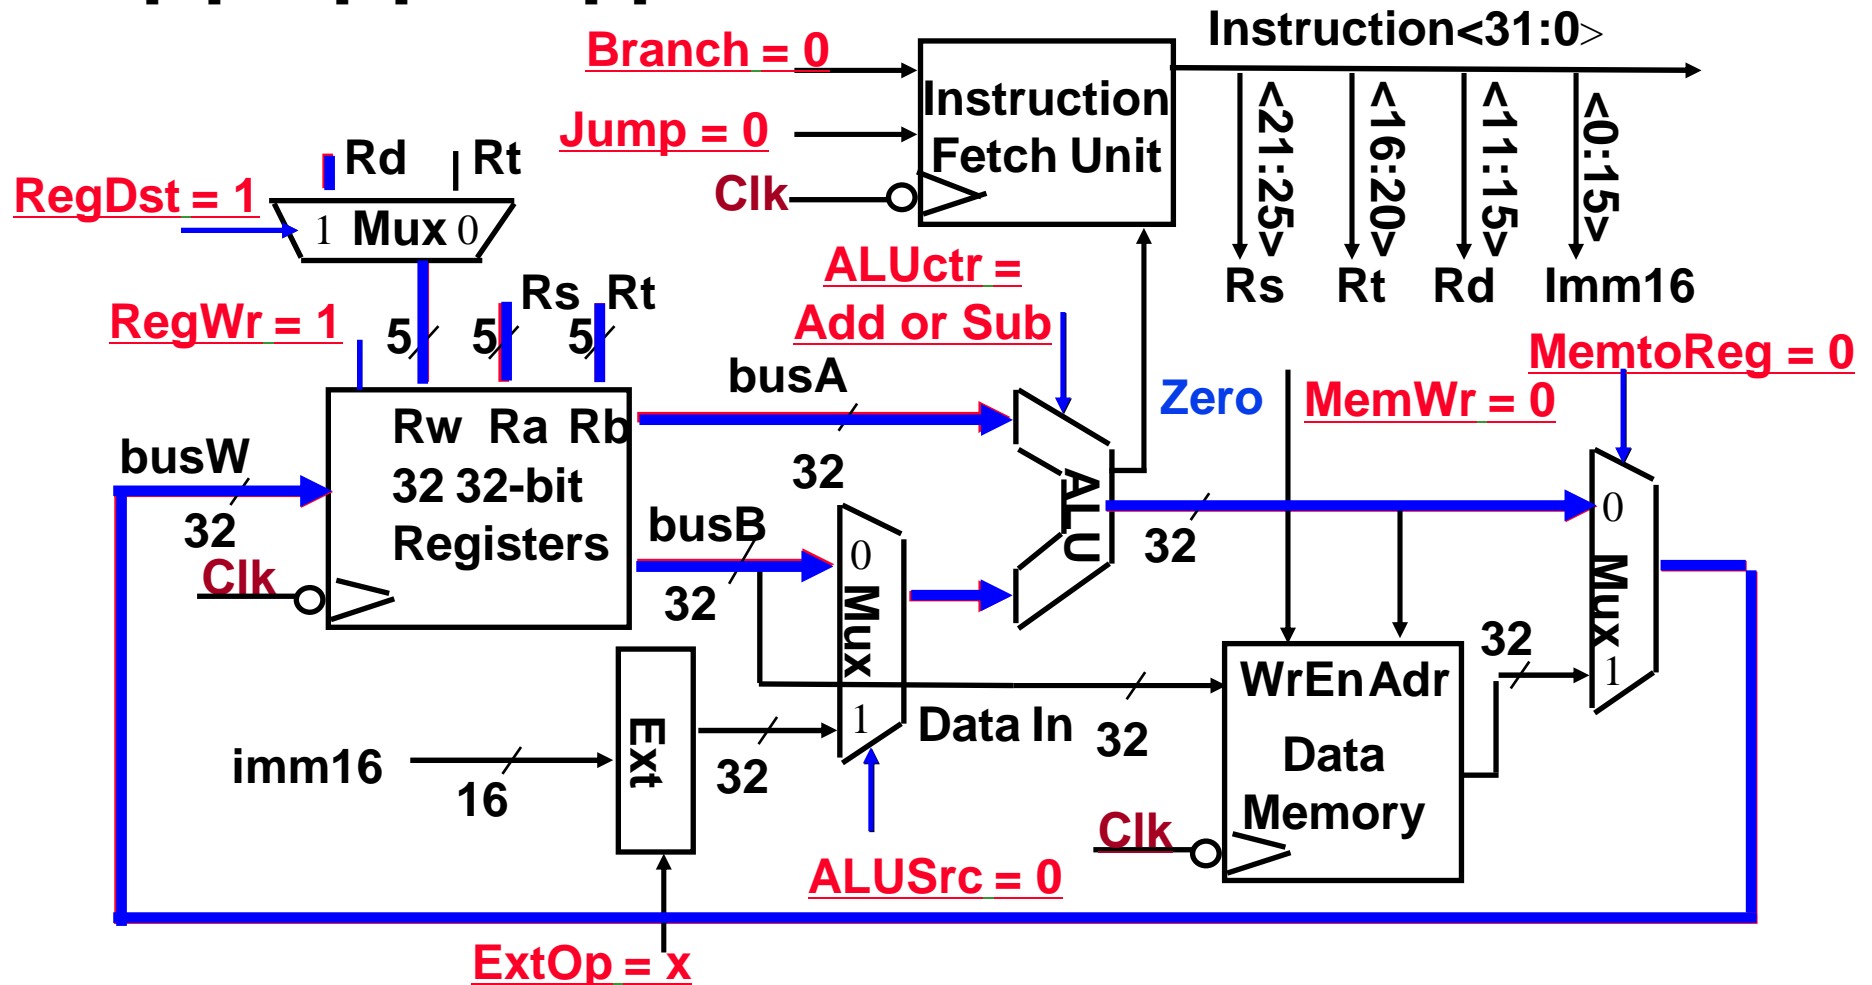 Instruction<31:0>
Branch = 0
Instruction
Fetch Unit
Jump = 0
Clk
<21:25>
<16:20>
<11:15>
<0:15>
Rs
Rt
Rd
Imm16
Rd
Rt
RegDst = 1
1 Mux 0
ALUctr =
Add or Sub
RegWr = 1
5
5
5
Rs
Rt
MemtoReg = 0
busA
Zero
MemWr = 0
Rw Ra Rb
32 32-bit
Registers
busW
32
Clk
32
busB
32
0
Mux
1
ALU
32
0
Mux
1
32
WrEn Adr
Data
Memory
Clk
Data In
32
imm16
16
Ext
32
ALUSrc = 0
ExtOp = x